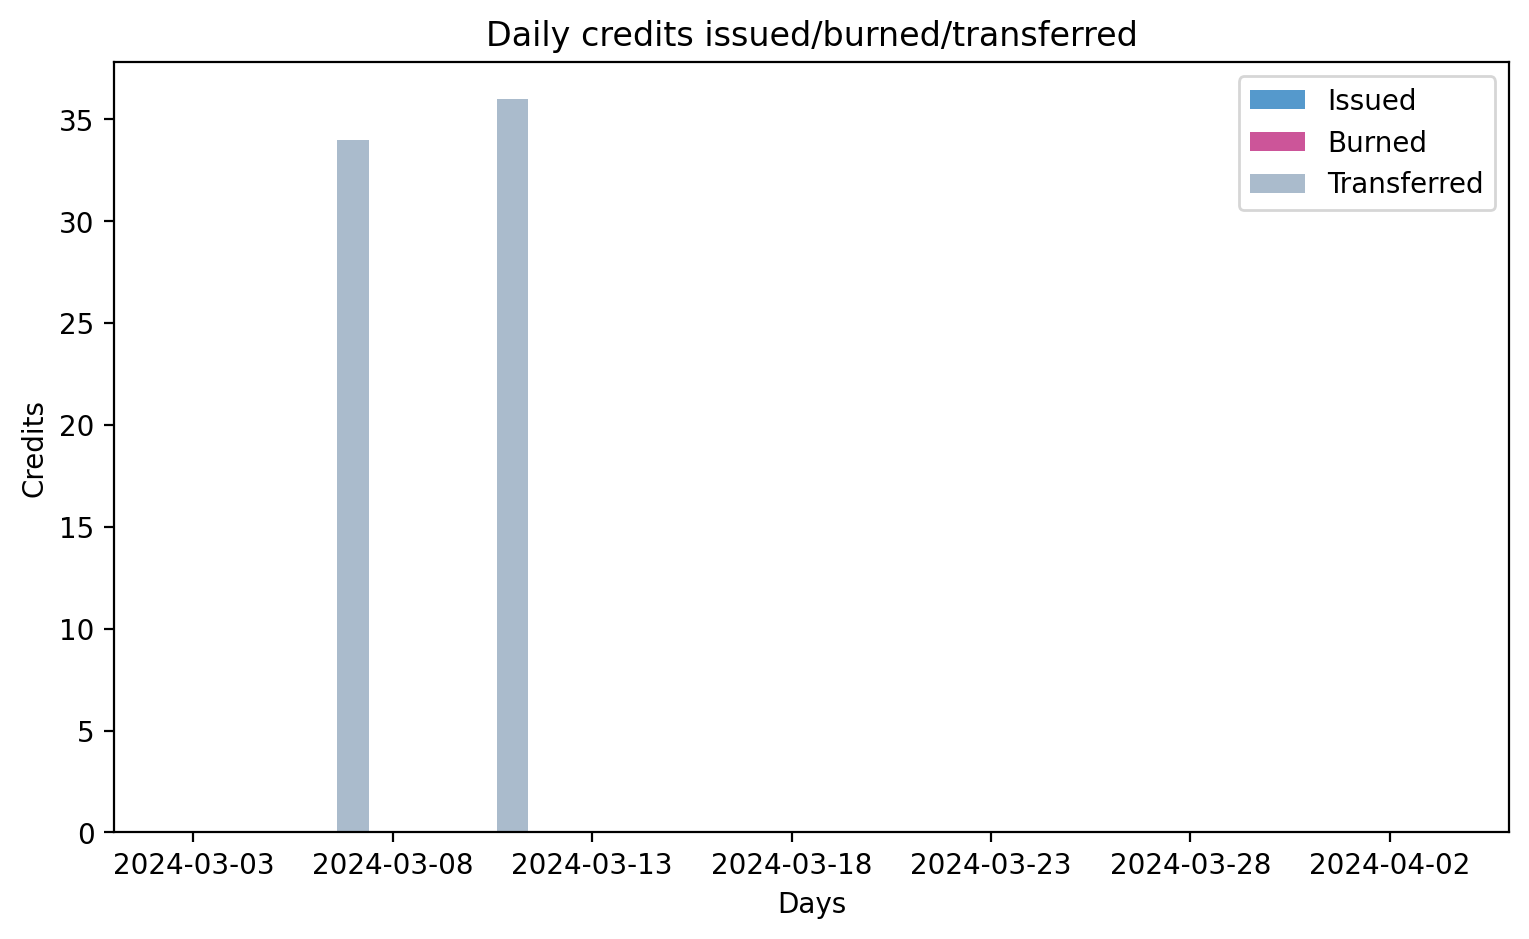 Daily credits issued/burned/transferred
Issued
Burned
Transferred
35
30
25
20
15
10
5
0
Credits
2024-03-03
2024-03-08
2024-03-13
2024-03-18
2024-03-23
2024-03-28
2024-04-02
Days